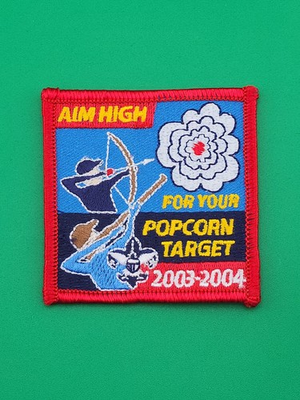 AIM HIGH
FOR YOUR
POPCORN
TARGET
2003-2004